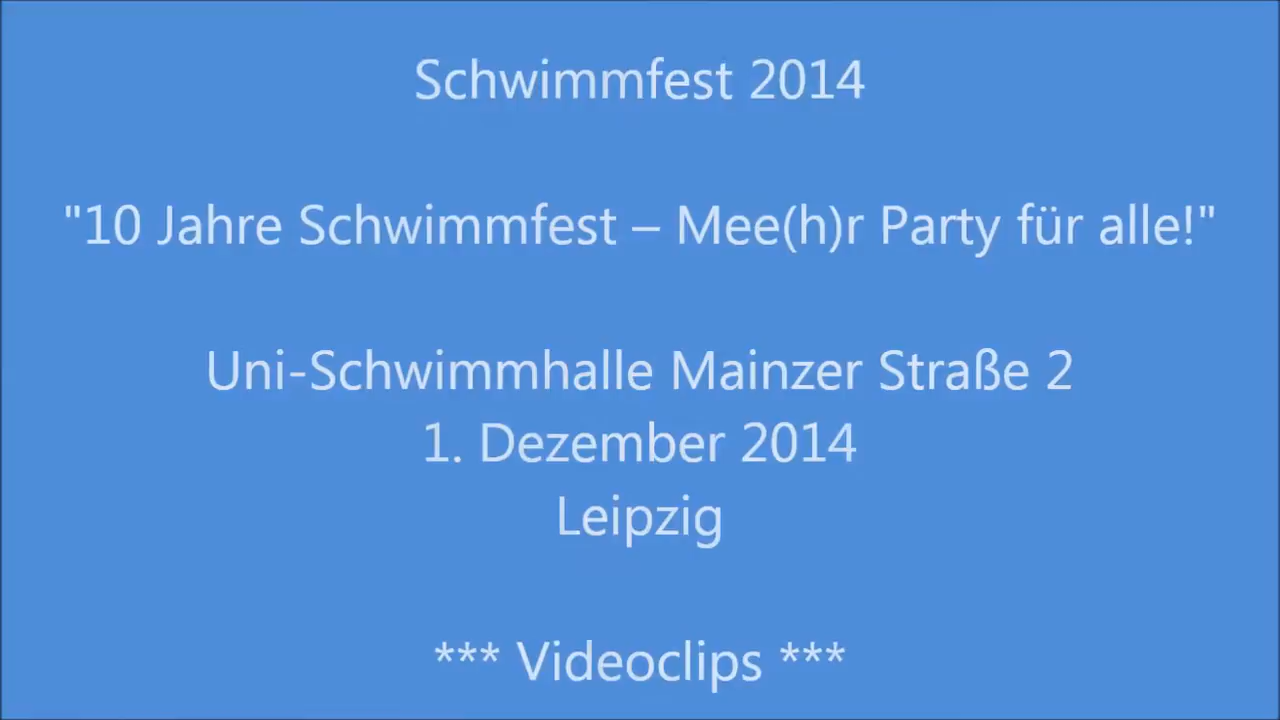 Schwimmfest 2014
"10 Jahre Schwimmfest – Mee(h)r Party für alle!"
Uni-Schwimmhalle Mainzer Straße 2
1. Dezember 2014
Leipzig
*** Videoclips ***